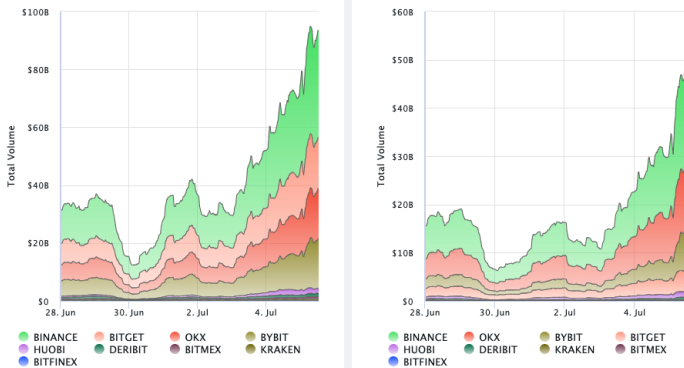 $100B
$80B
$60B
$40B
$20B
$0
Total Volume
28. Jun
30. Jun
2. Jul
4. Jul
BINANCE BITGET OKX BYBIT
HUOBI DERIBIT BITMEX KRAKEN
BITFINEX
$60B
$50B
$40B
$30B
$20B
$10B
$0
Total Volume
28. Jun
30. Jun
2. Jul
4. Jul
BINANCE OKX BYBIT BITGET
HUOBI DERIBIT KRAKEN BITMEX
BITFINEX